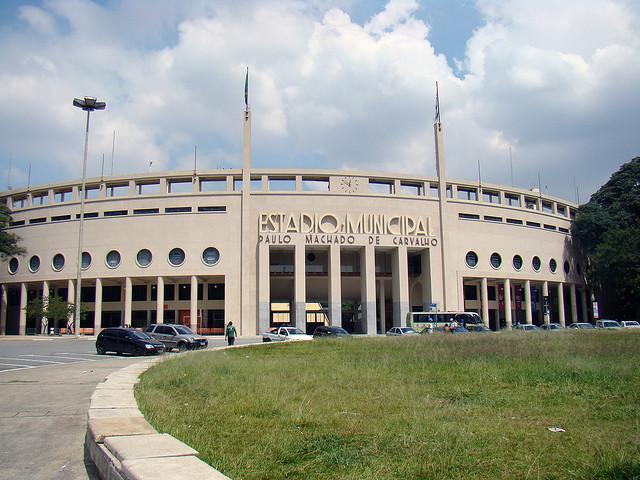 ESTADIO MUNICIPAL
PAULO MACHADO DE CARVALHO